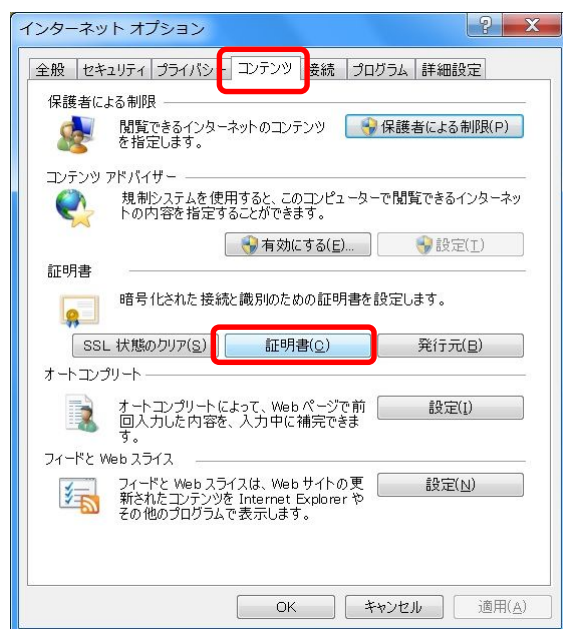 インターネット オプション
全般 セキュリティ プライバシー コンテンツ 接続 プログラム 詳細設定
保護者による制限
閲覧できるインターネットのコンテンツ
を指定します。
保護者による制限(P)
コンテンツ アドバイザー
規制システムを使用すると、このコンピューターで閲覧できるインターネッ
トの内容を指定することができます。
有効にする(E)... 設定(T)
証明書
暗号化された接続と識別のための証明書を設定します。
SSL 状態のクリア(S) 証明書(C) 発行元(B)
オートコンプリート
オートコンプリートによって、Web ページで前
回入力した内容を、入力中に補完できま
す。
設定(I)
フィードと Web スライス
フィードと Web スライスは、Web サイトの更
新されたコンテンツを Internet Explorer や
その他のプログラムで表示します。
設定(N)
OK キャンセル 適用(A)